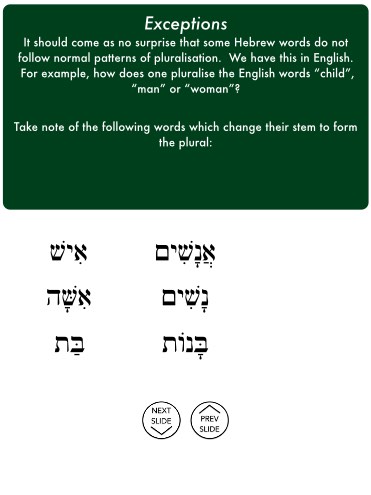 Exceptions
It should come as no surprise that some Hebrew words do not
follow normal patterns of pluralisation.  We have this in English.
For example, how does one pluralise the English words “child”,
“man” or “woman”?
Take note of the following words which change their stem to form
the plural:
אִישׁ אֲנָשִׁים
אִשָּׁה נָשִׁים
בַּת בָּנוֹת
NEXT
SLIDE
PREV
SLIDE